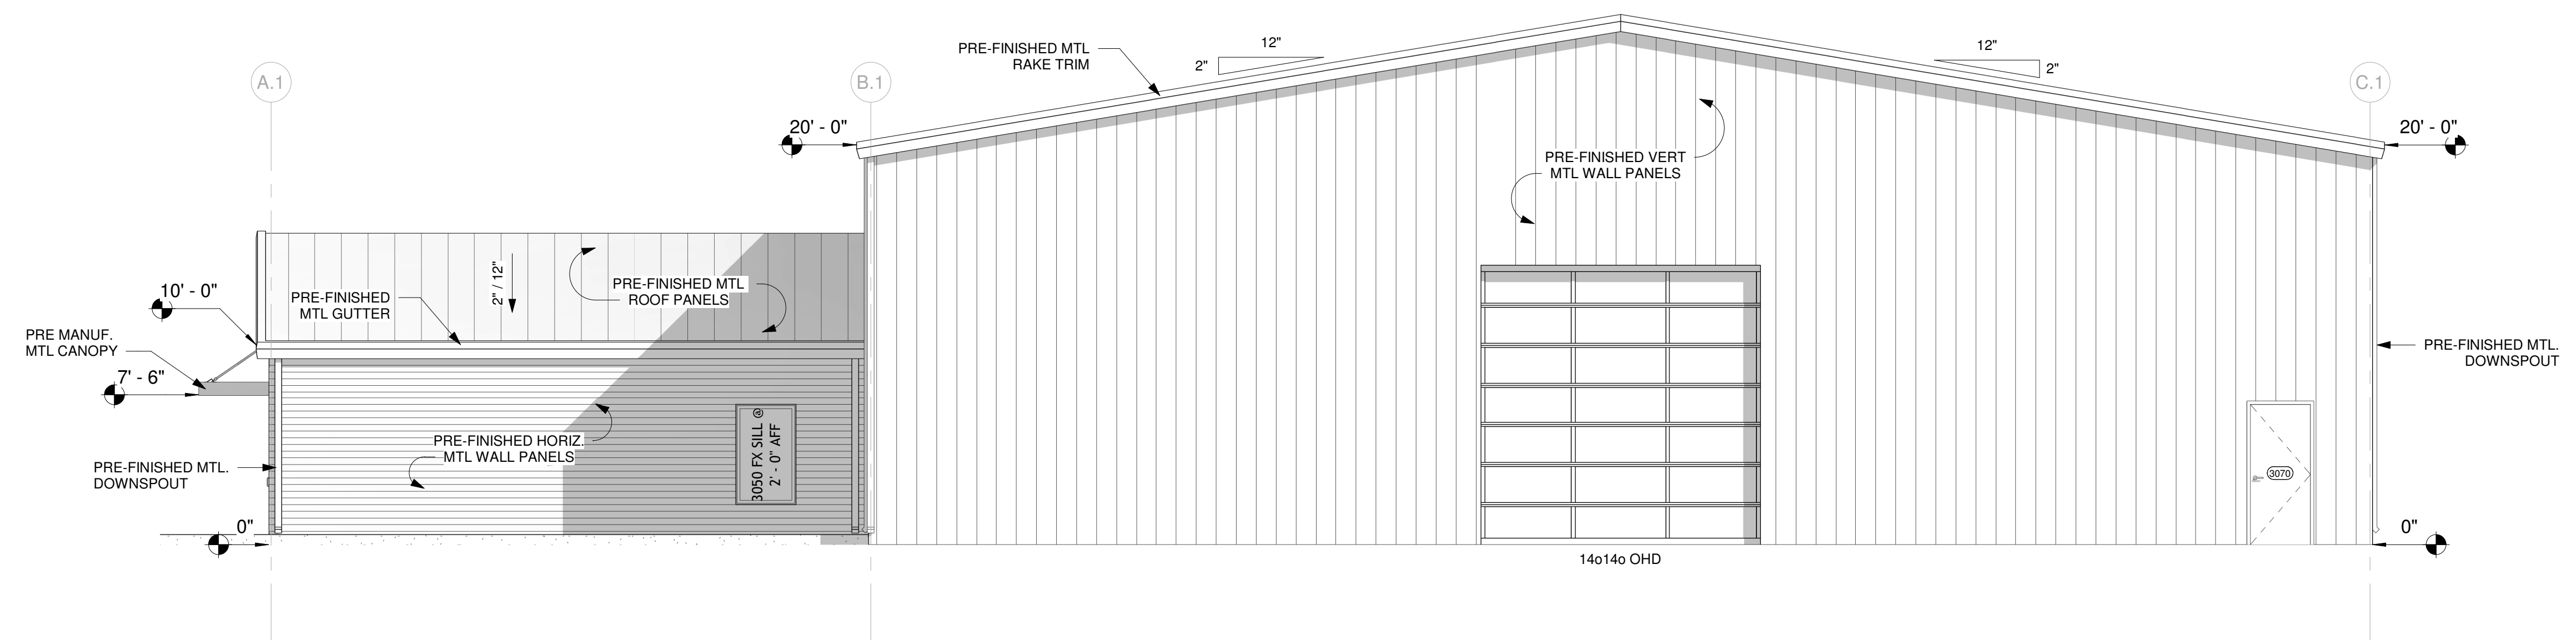 PRE-FINISHED MTL
RAKE TRIM
12"
2"
12"
2"
A.1
B.1
C.1
20' - 0"
20' - 0"
PRE-FINISHED VERT
MTL WALL PANELS
2" / 12"
PRE-FINISHED MTL
ROOF PANELS
10' - 0"
PRE-FINISHED
MTL GUTTER
PRE MANUF.
MTL CANOPY
7' - 6"
PRE-FINISHED MTL.
DOWNSPOUT
3050 FX SILL @
2' - 0" AFF
PRE-FINISHED HORIZ.
MTL WALL PANELS
PRE-FINISHED MTL.
DOWNSPOUT
3070
0"
0"
14o14o OHD